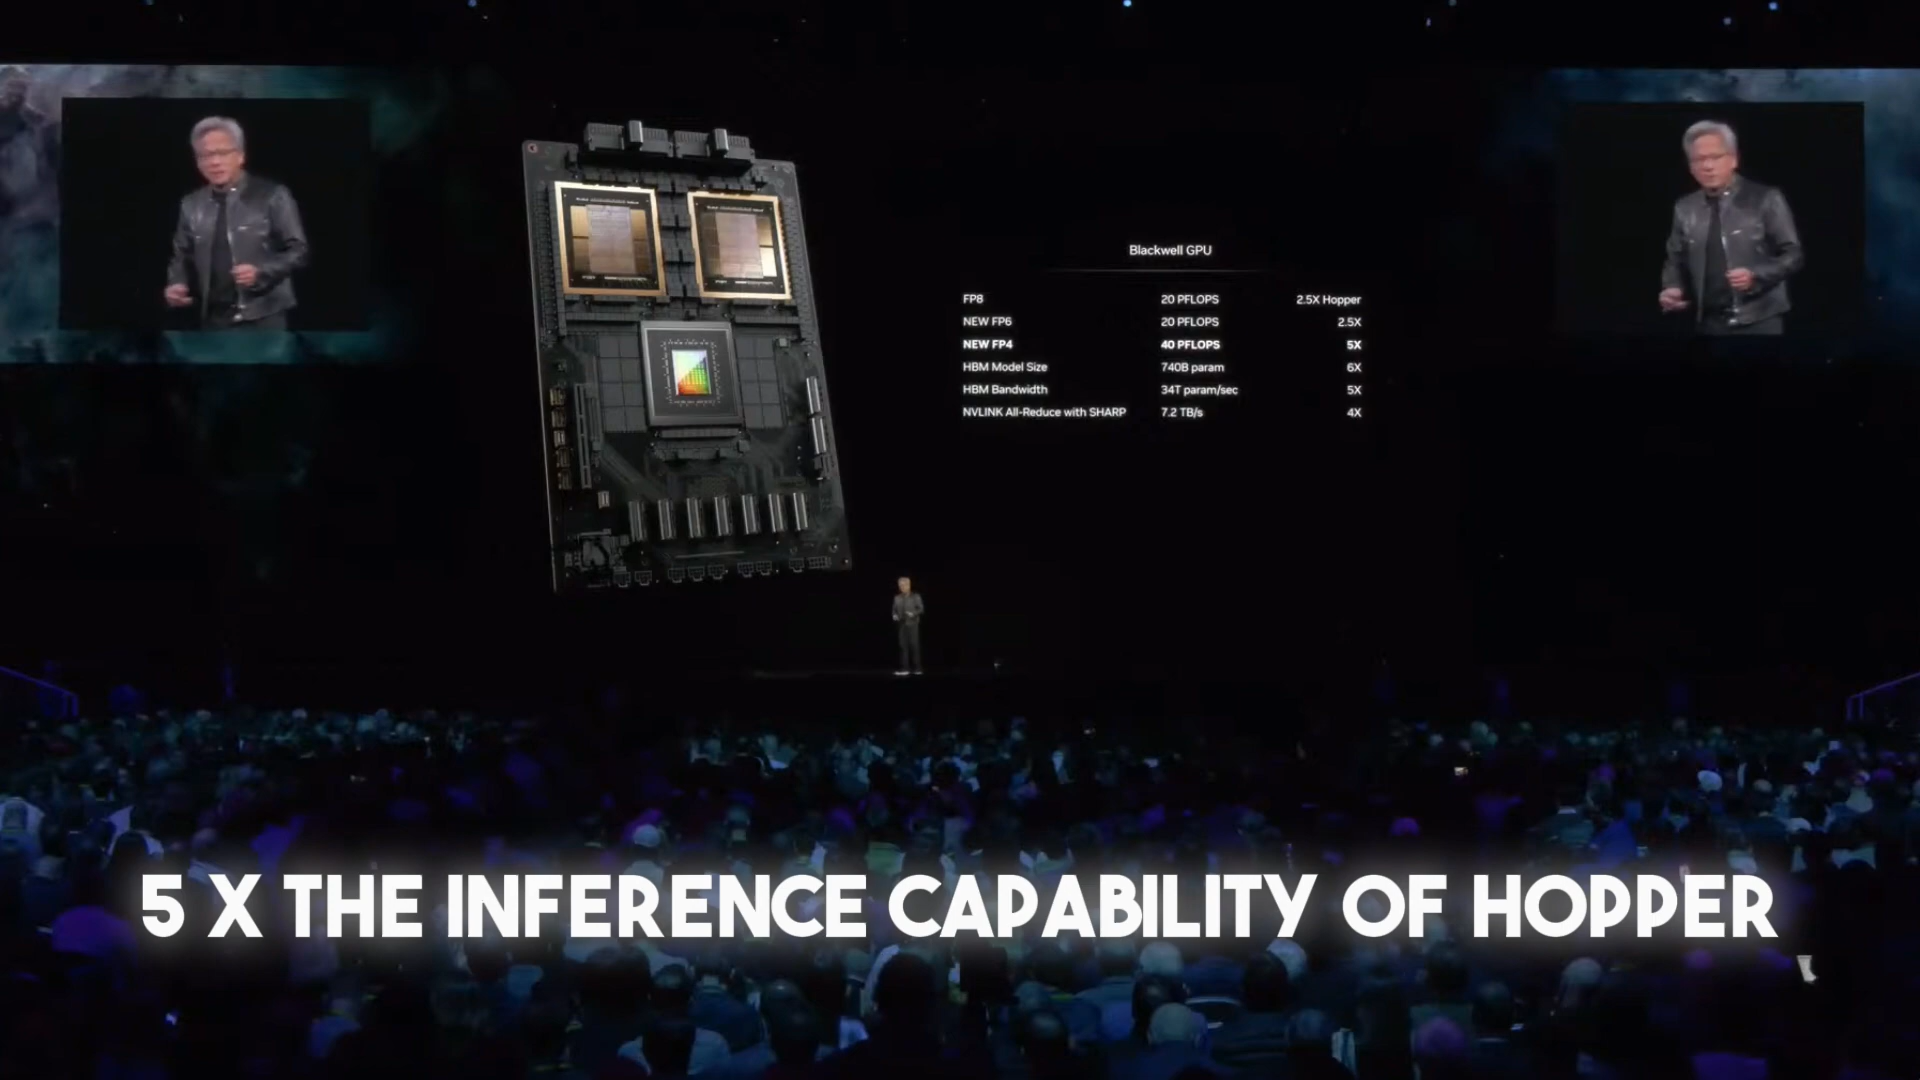 Blackwell GPU
FP8 20 PFLOPS 2.5X Hopper
NEW FP6 20 PFLOPS 2.5X
NEW FP4 40 PFLOPS 5X
HBM Model Size 740B param 6X
HBM Bandwidth 34T param/sec 5X
NVLINK All-Reduce with SHARP 7.2 TB/s 4X
5 X THE INFERENCE CAPABILITY OF HOPPER